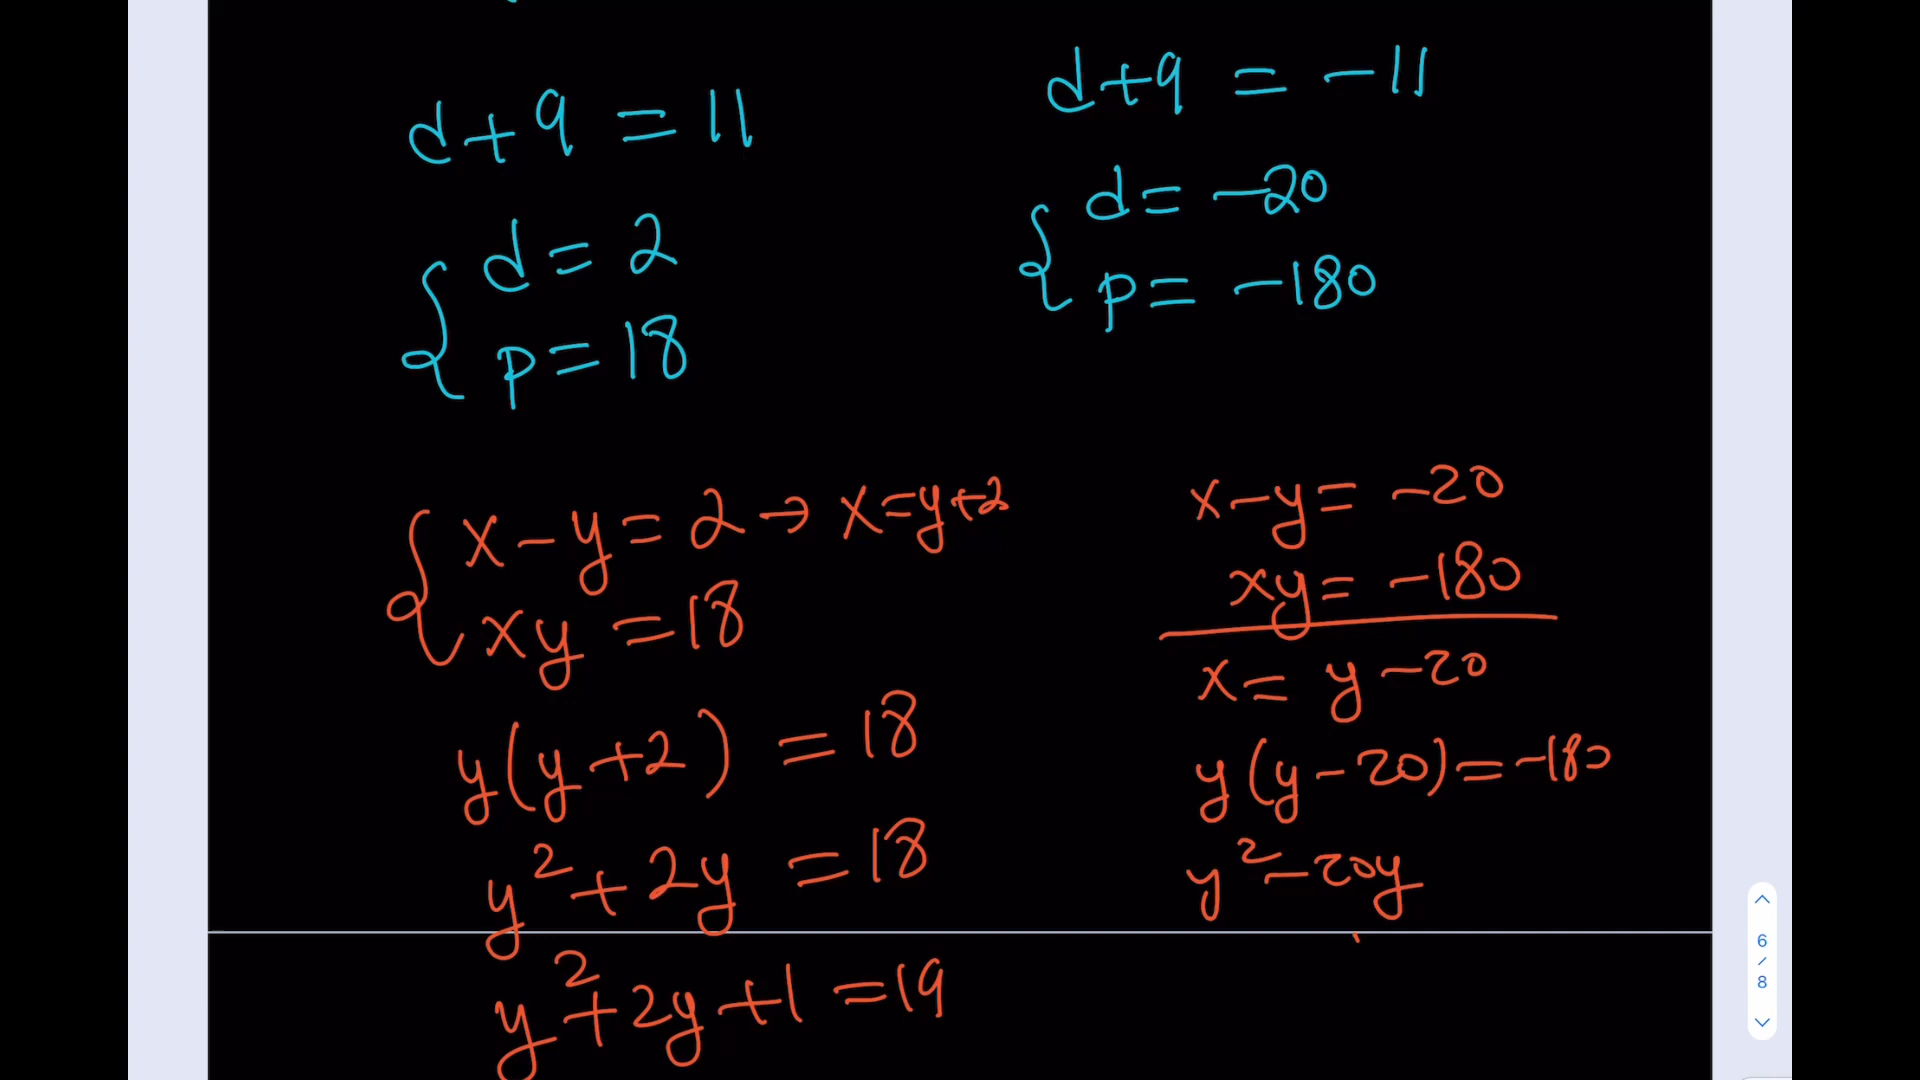 d+9 = 11
d = 2
p = 18
d+9 = -11
d = -20
p = -180
x-y = 2 → x=y+2
xy = 18
y(y+2) = 18
y²+2y = 18
y²+2y+1 = 19
x-y = -20
xy = -180
x = y-20
y(y-20) = -180
y²-20y
6
/
8